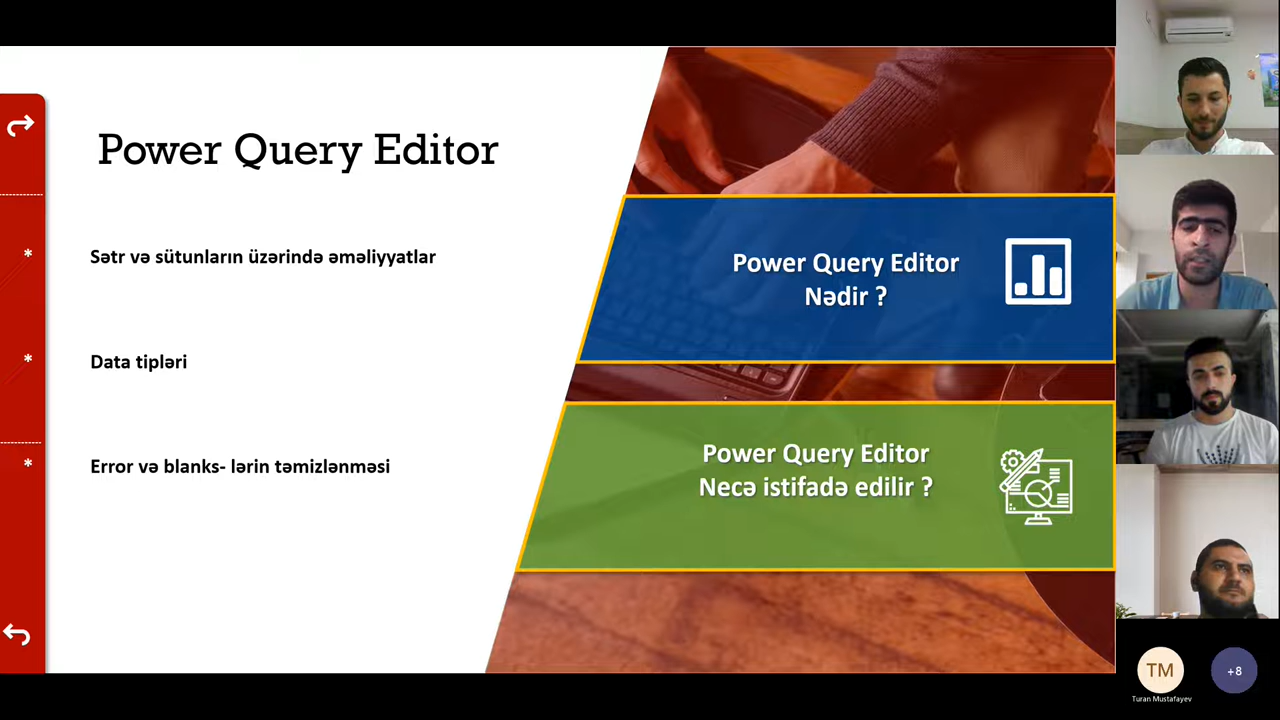 Power Query Editor
*
Sətr və sütunların üzərində əməliyyatlar
*
Data tipləri
*
Error və blanks- lərin təmizlənməsi
Power Query Editor
Nədir ?
Power Query Editor
Necə istifadə edilir ?
TM
Turan Mustafayev
+8